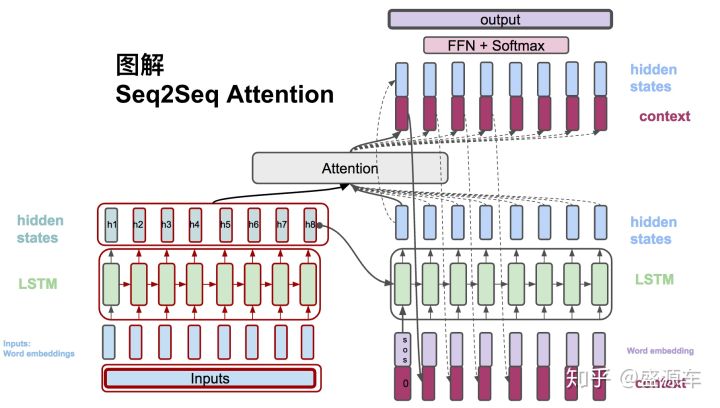 output
FFN + Softmax
图解
Seq2Seq Attention
hidden
states
context
Attention
hidden
states
h1 h2 h3 h4 h5 h6 h7 h8
hidden
states
LSTM
LSTM
Inputs:
Word embeddings
sos
Word embedding
Inputs
0
context
知乎 @盛源车